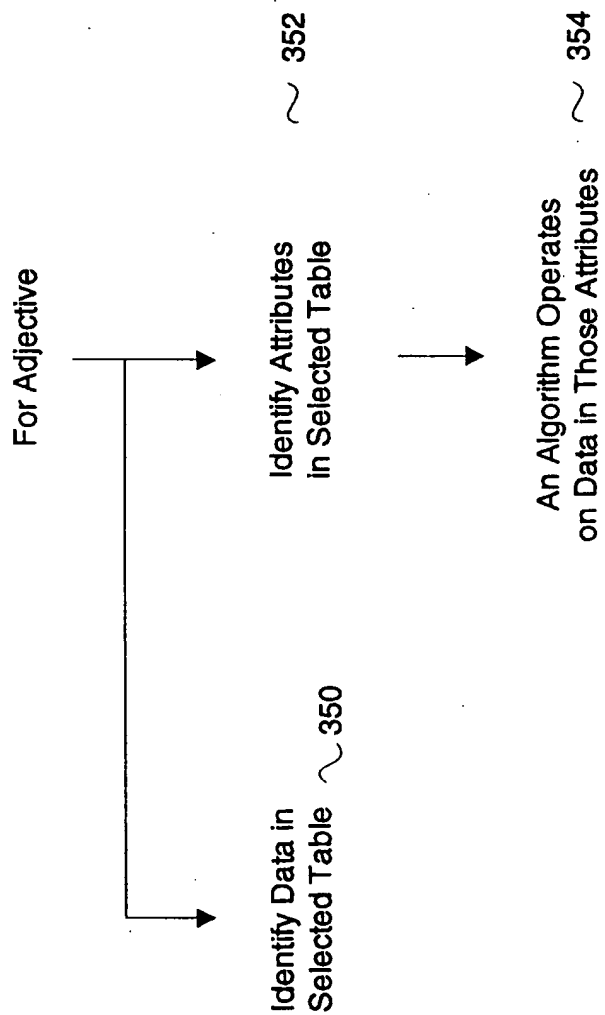 For Adjective
Identify Data in
Selected Table ~350
Identify Attributes
in Selected Table
~ 352
An Algorithm Operates
on Data in Those Attributes
~ 354